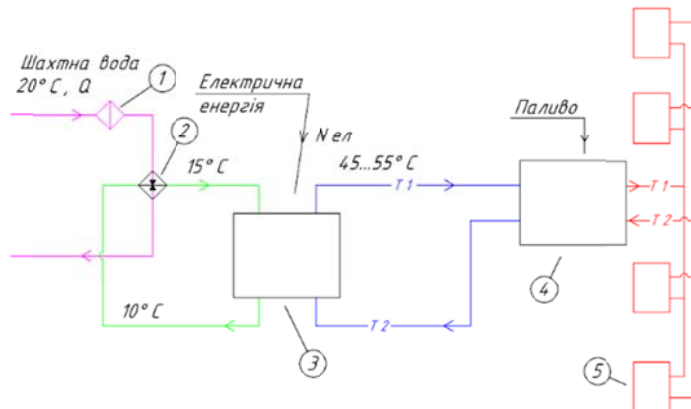 Шахтна вода
20° C, Q
1
Електрична
енергія
N ел
Паливо
2
15° C
45...55° C
T 1
T 1
T 2
4
10° C
T 2
3
5